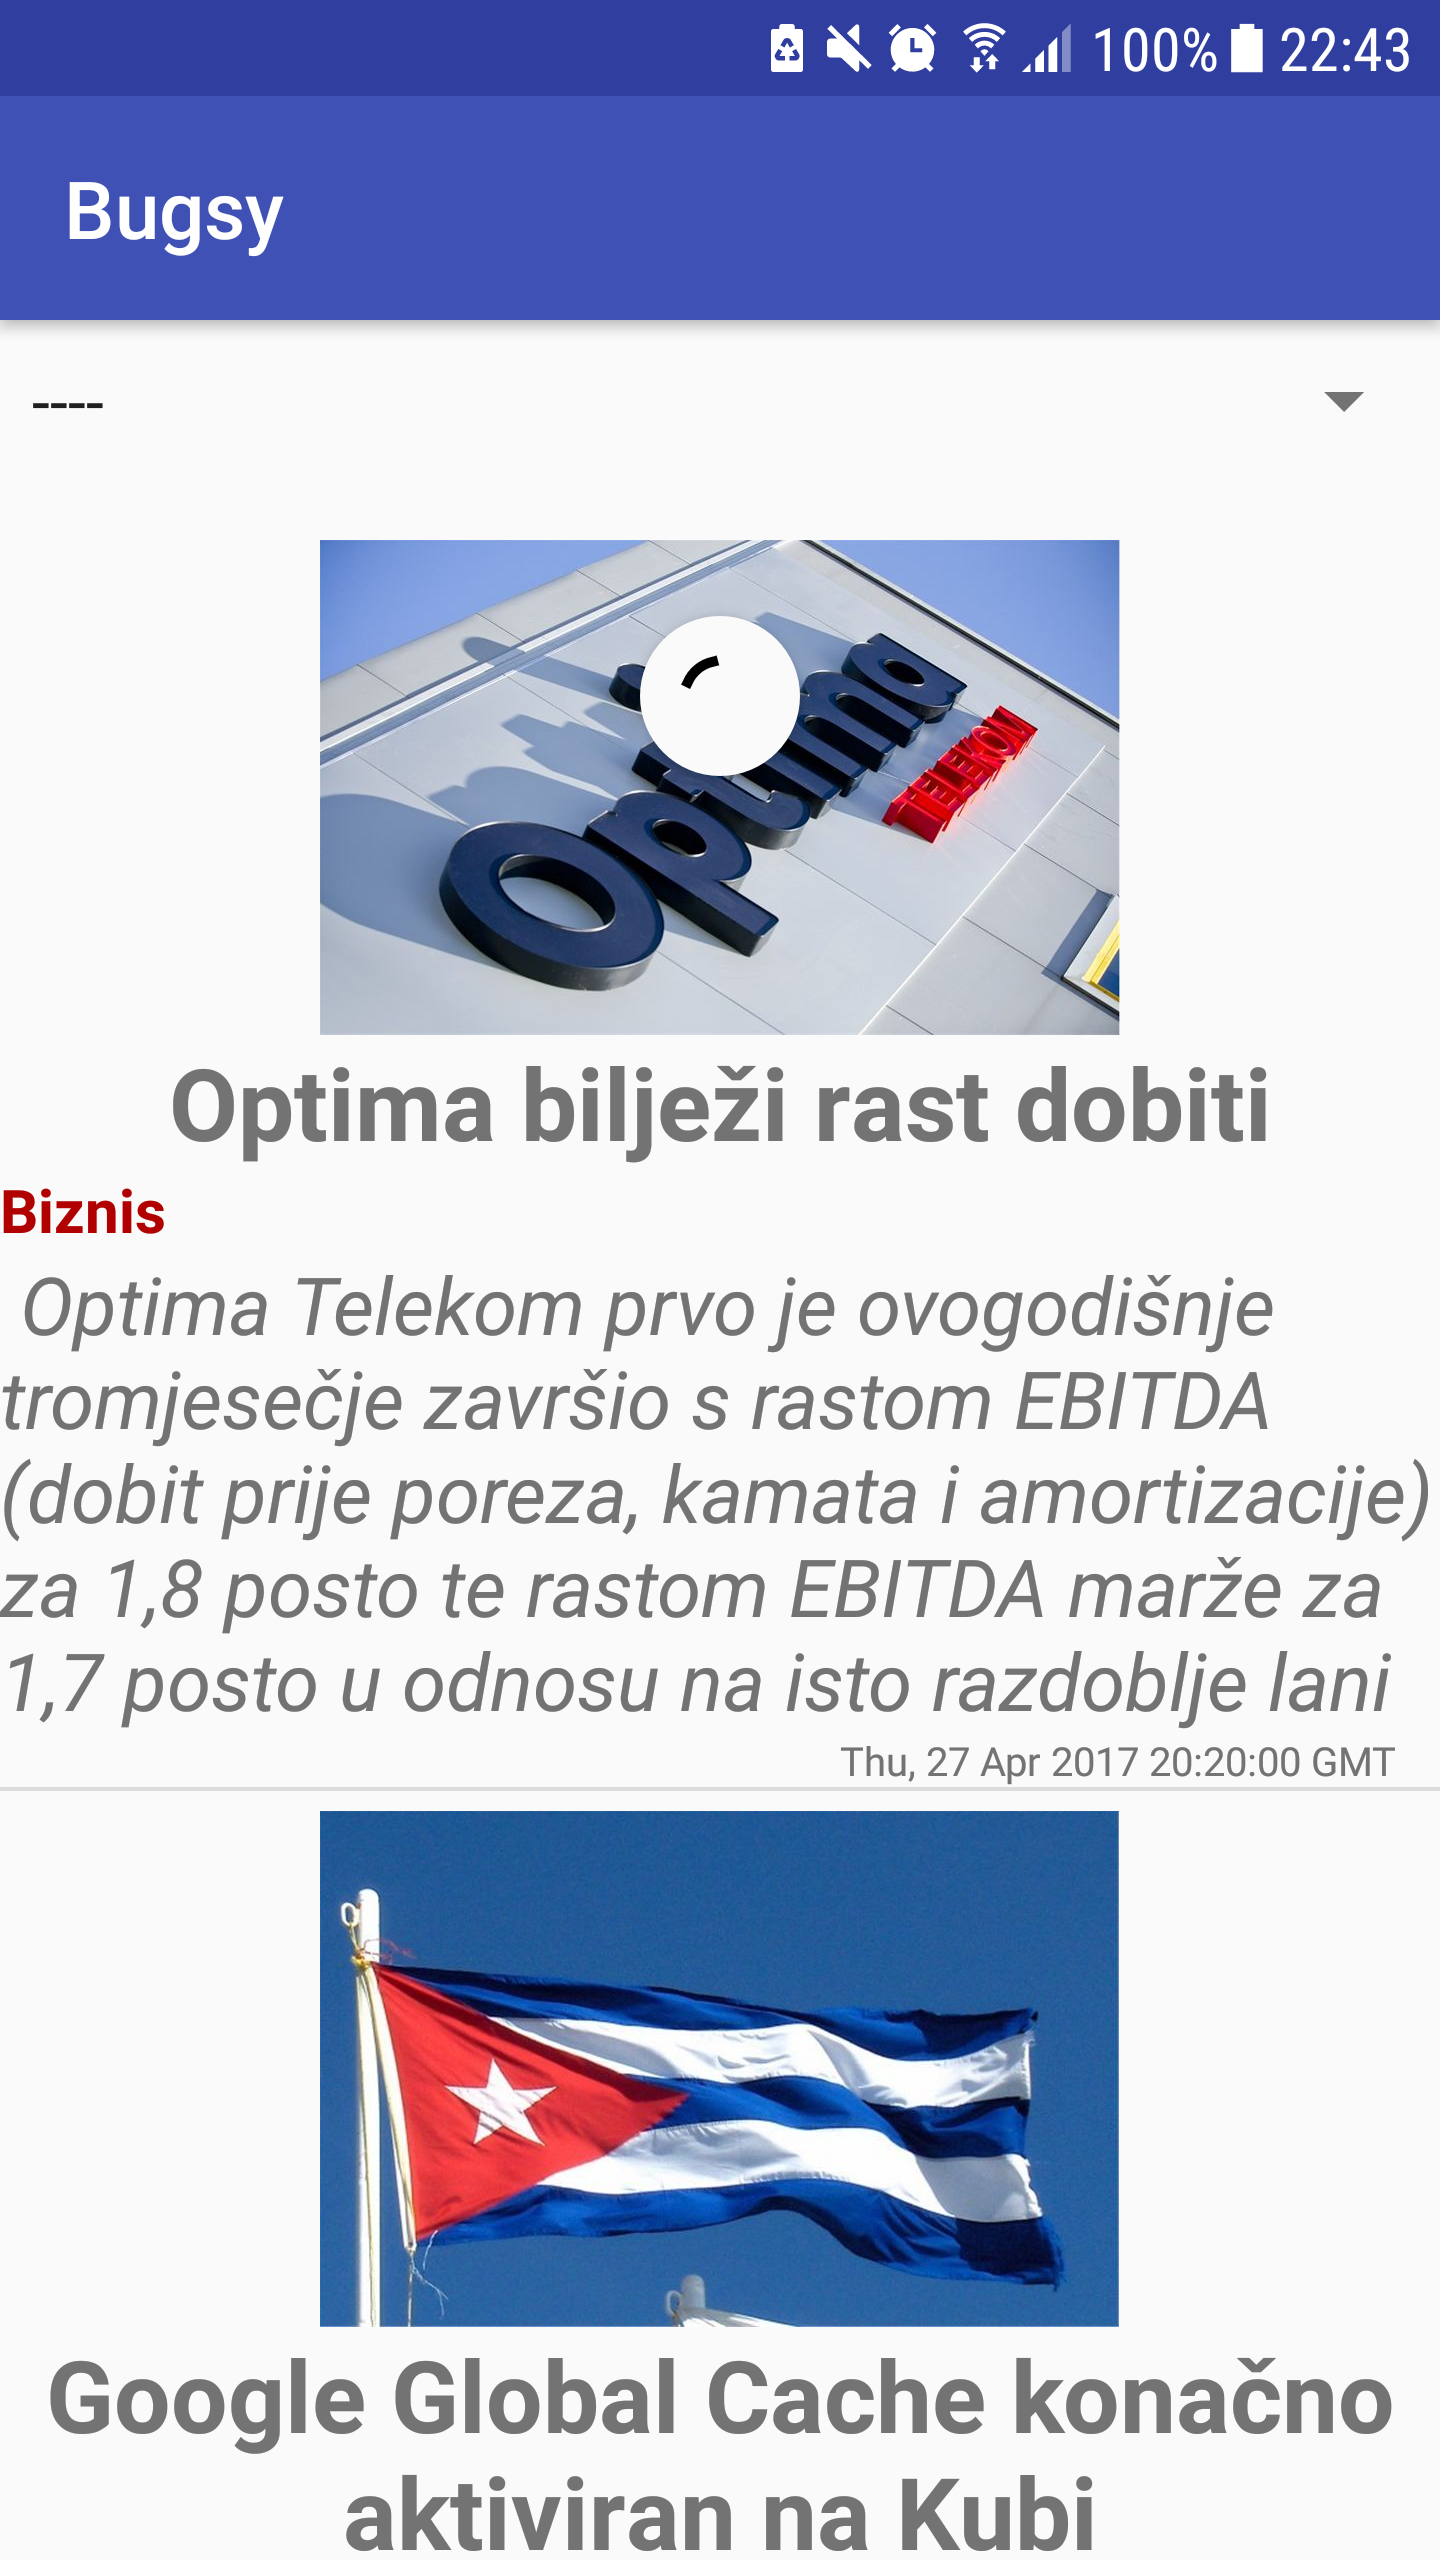 100% 22:43
Bugsy
----
Optima
TELEKOM
Optima bilježi rast dobiti
Biznis
Optima Telekom prvo je ovogodišnje
tromjesečje završio s rastom EBITDA
(dobit prije poreza, kamata i amortizacije)
za 1,8 posto te rastom EBITDA marže za
1,7 posto u odnosu na isto razdoblje lani
Thu, 27 Apr 2017 20:20:00 GMT
Google Global Cache konačno
aktiviran na Kubi